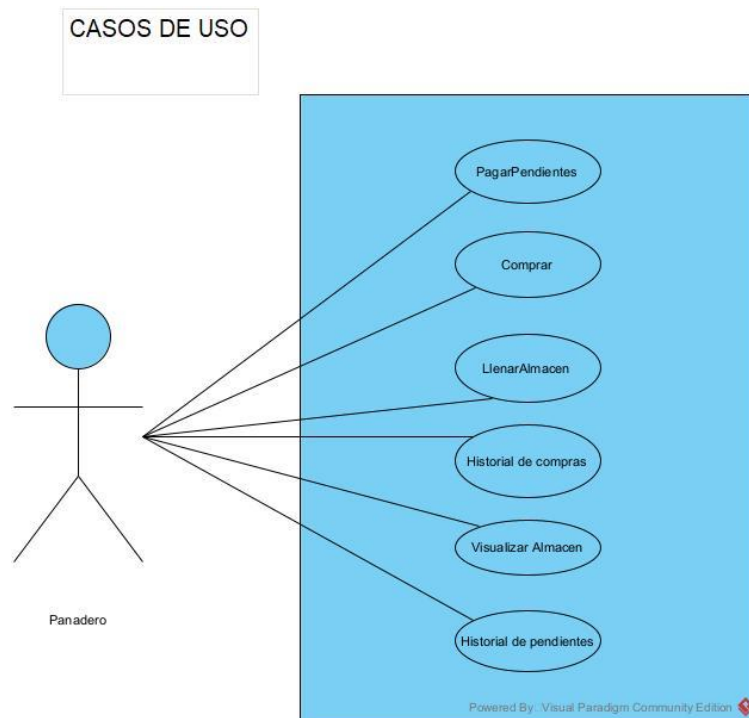 CASOS DE USO
PagarPendientes
Comprar
LlenarAlmacen
Historial de compras
Visualizar Almacen
Historial de pendientes
Panadero
Powered By: Visual Paradigm Community Edition